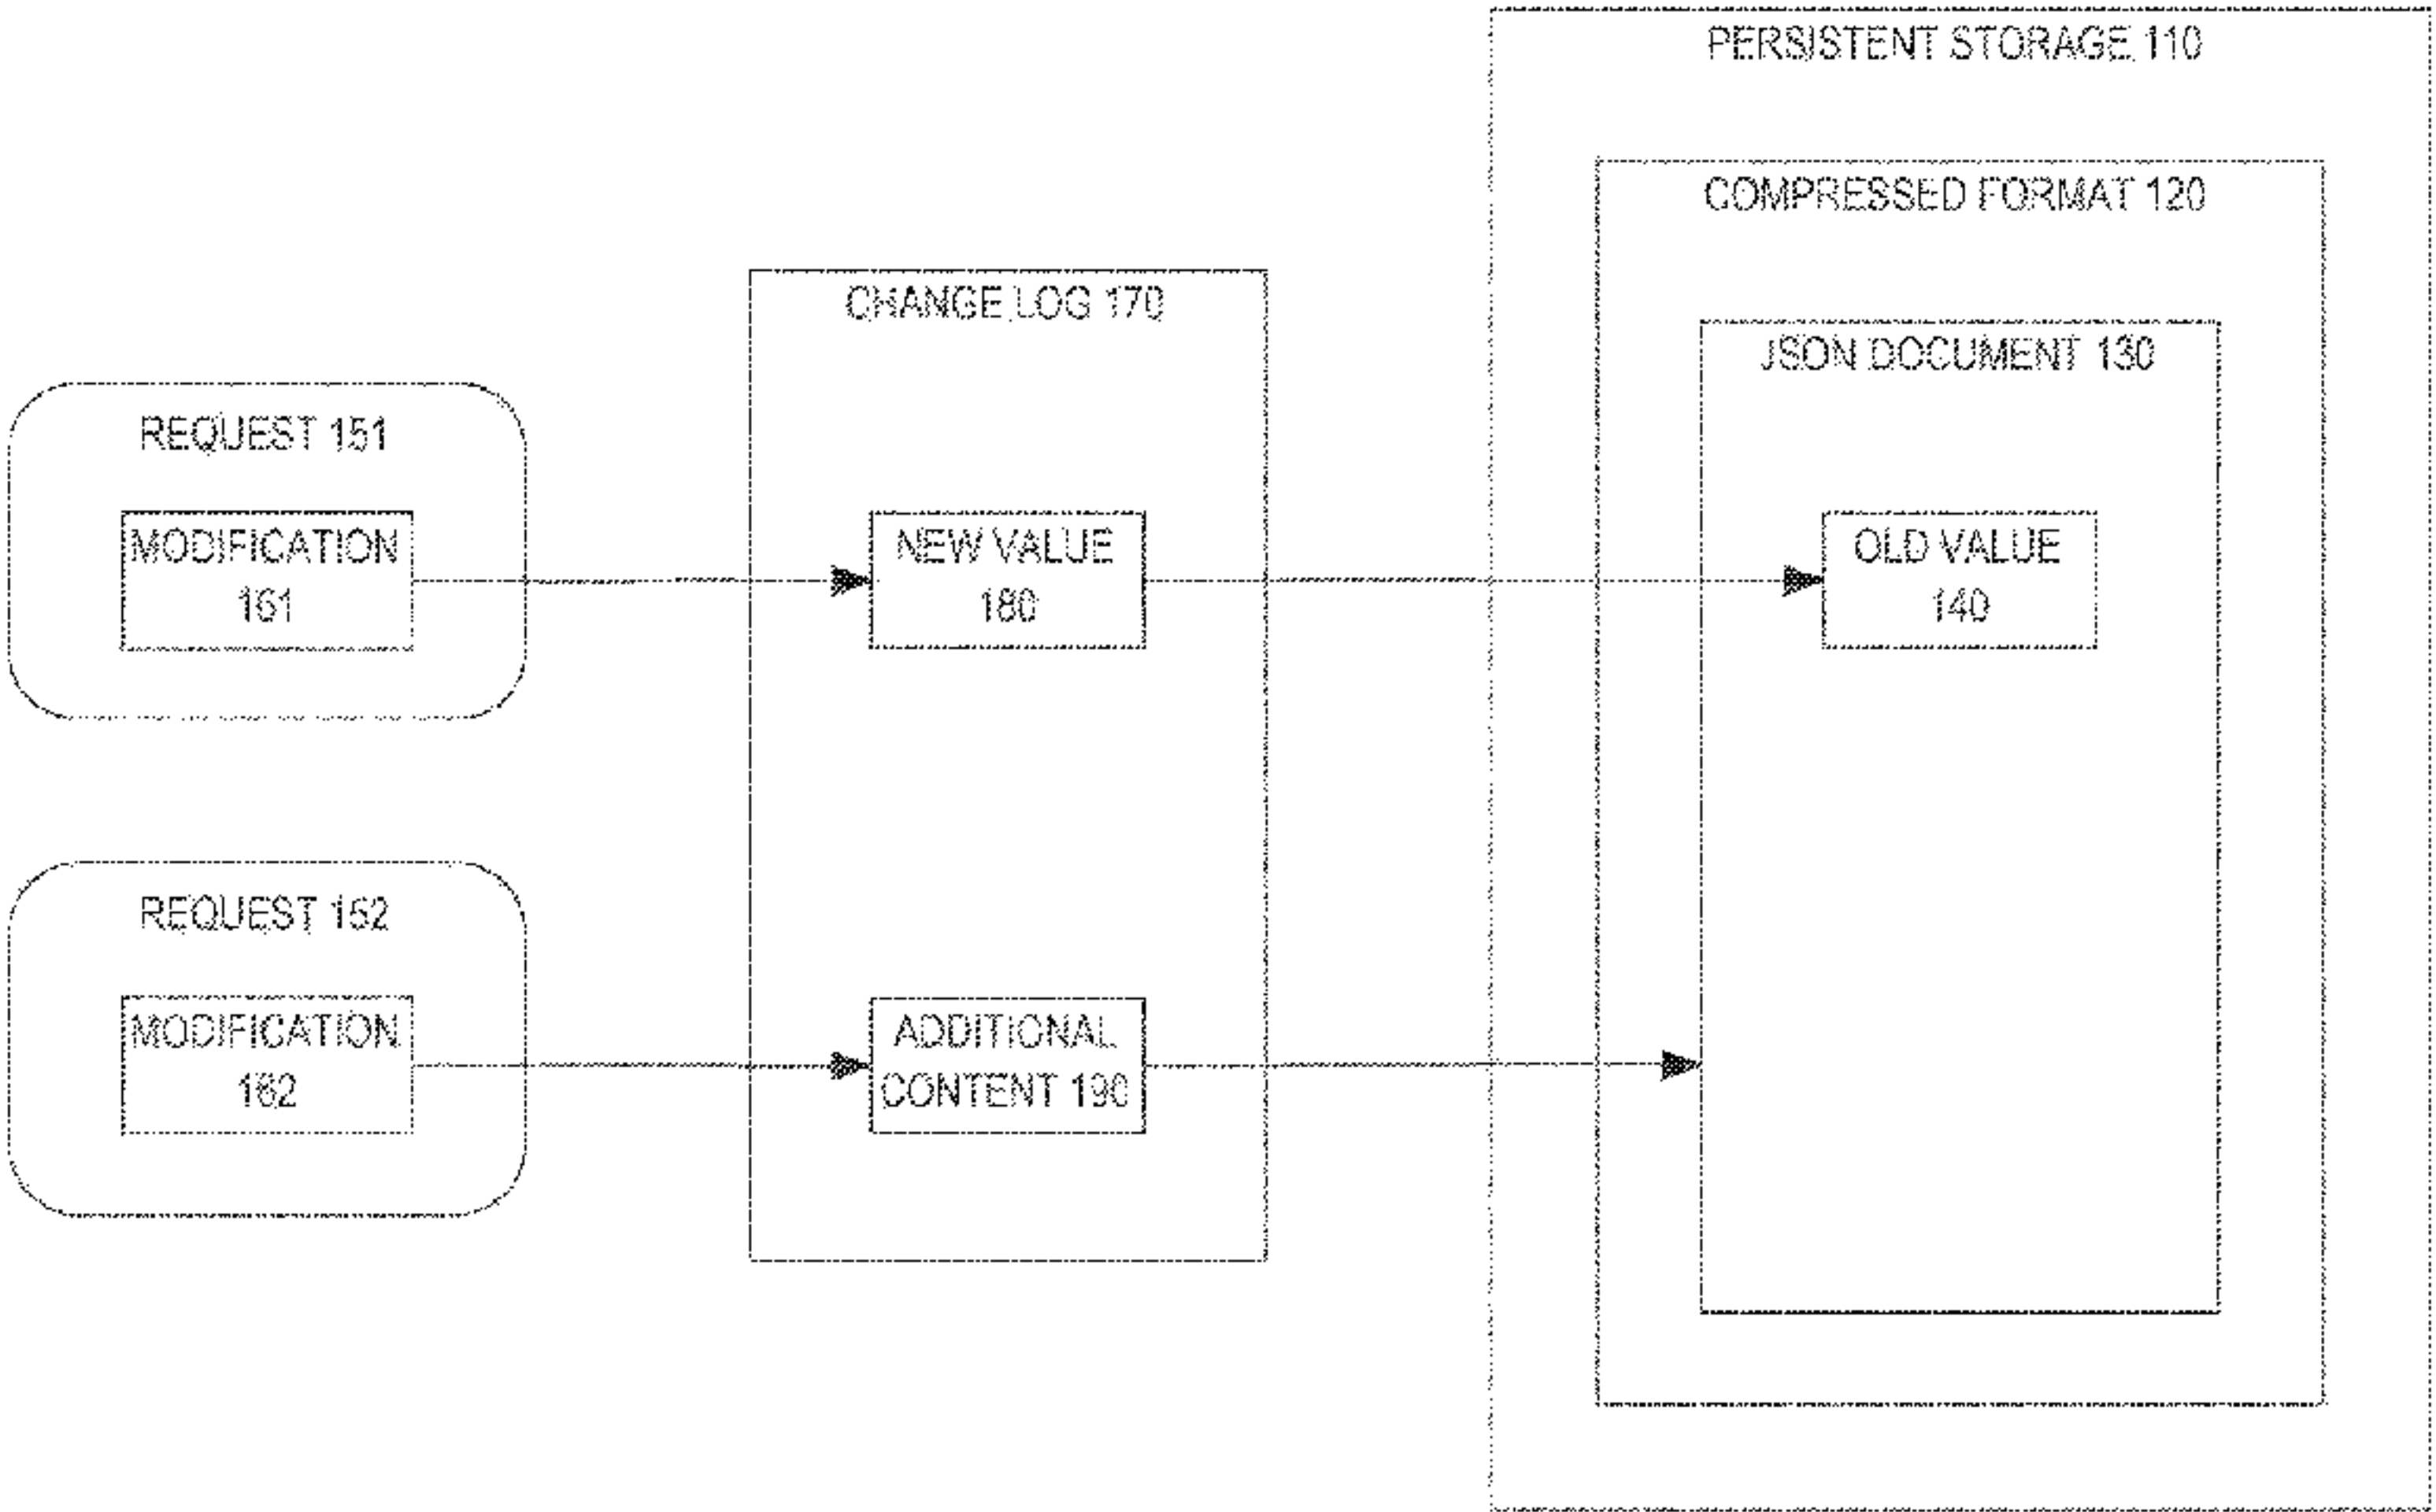 PERSISTENT STORAGE 110
COMPRESSED FORMAT 120
CHANGE LOG 170
JSON DOCUMENT 130
REQUEST 151
MODIFICATION
161
NEW VALUE
180
OLD VALUE
140
REQUEST 152
MODIFICATION
162
ADDITIONAL
CONTENT 190